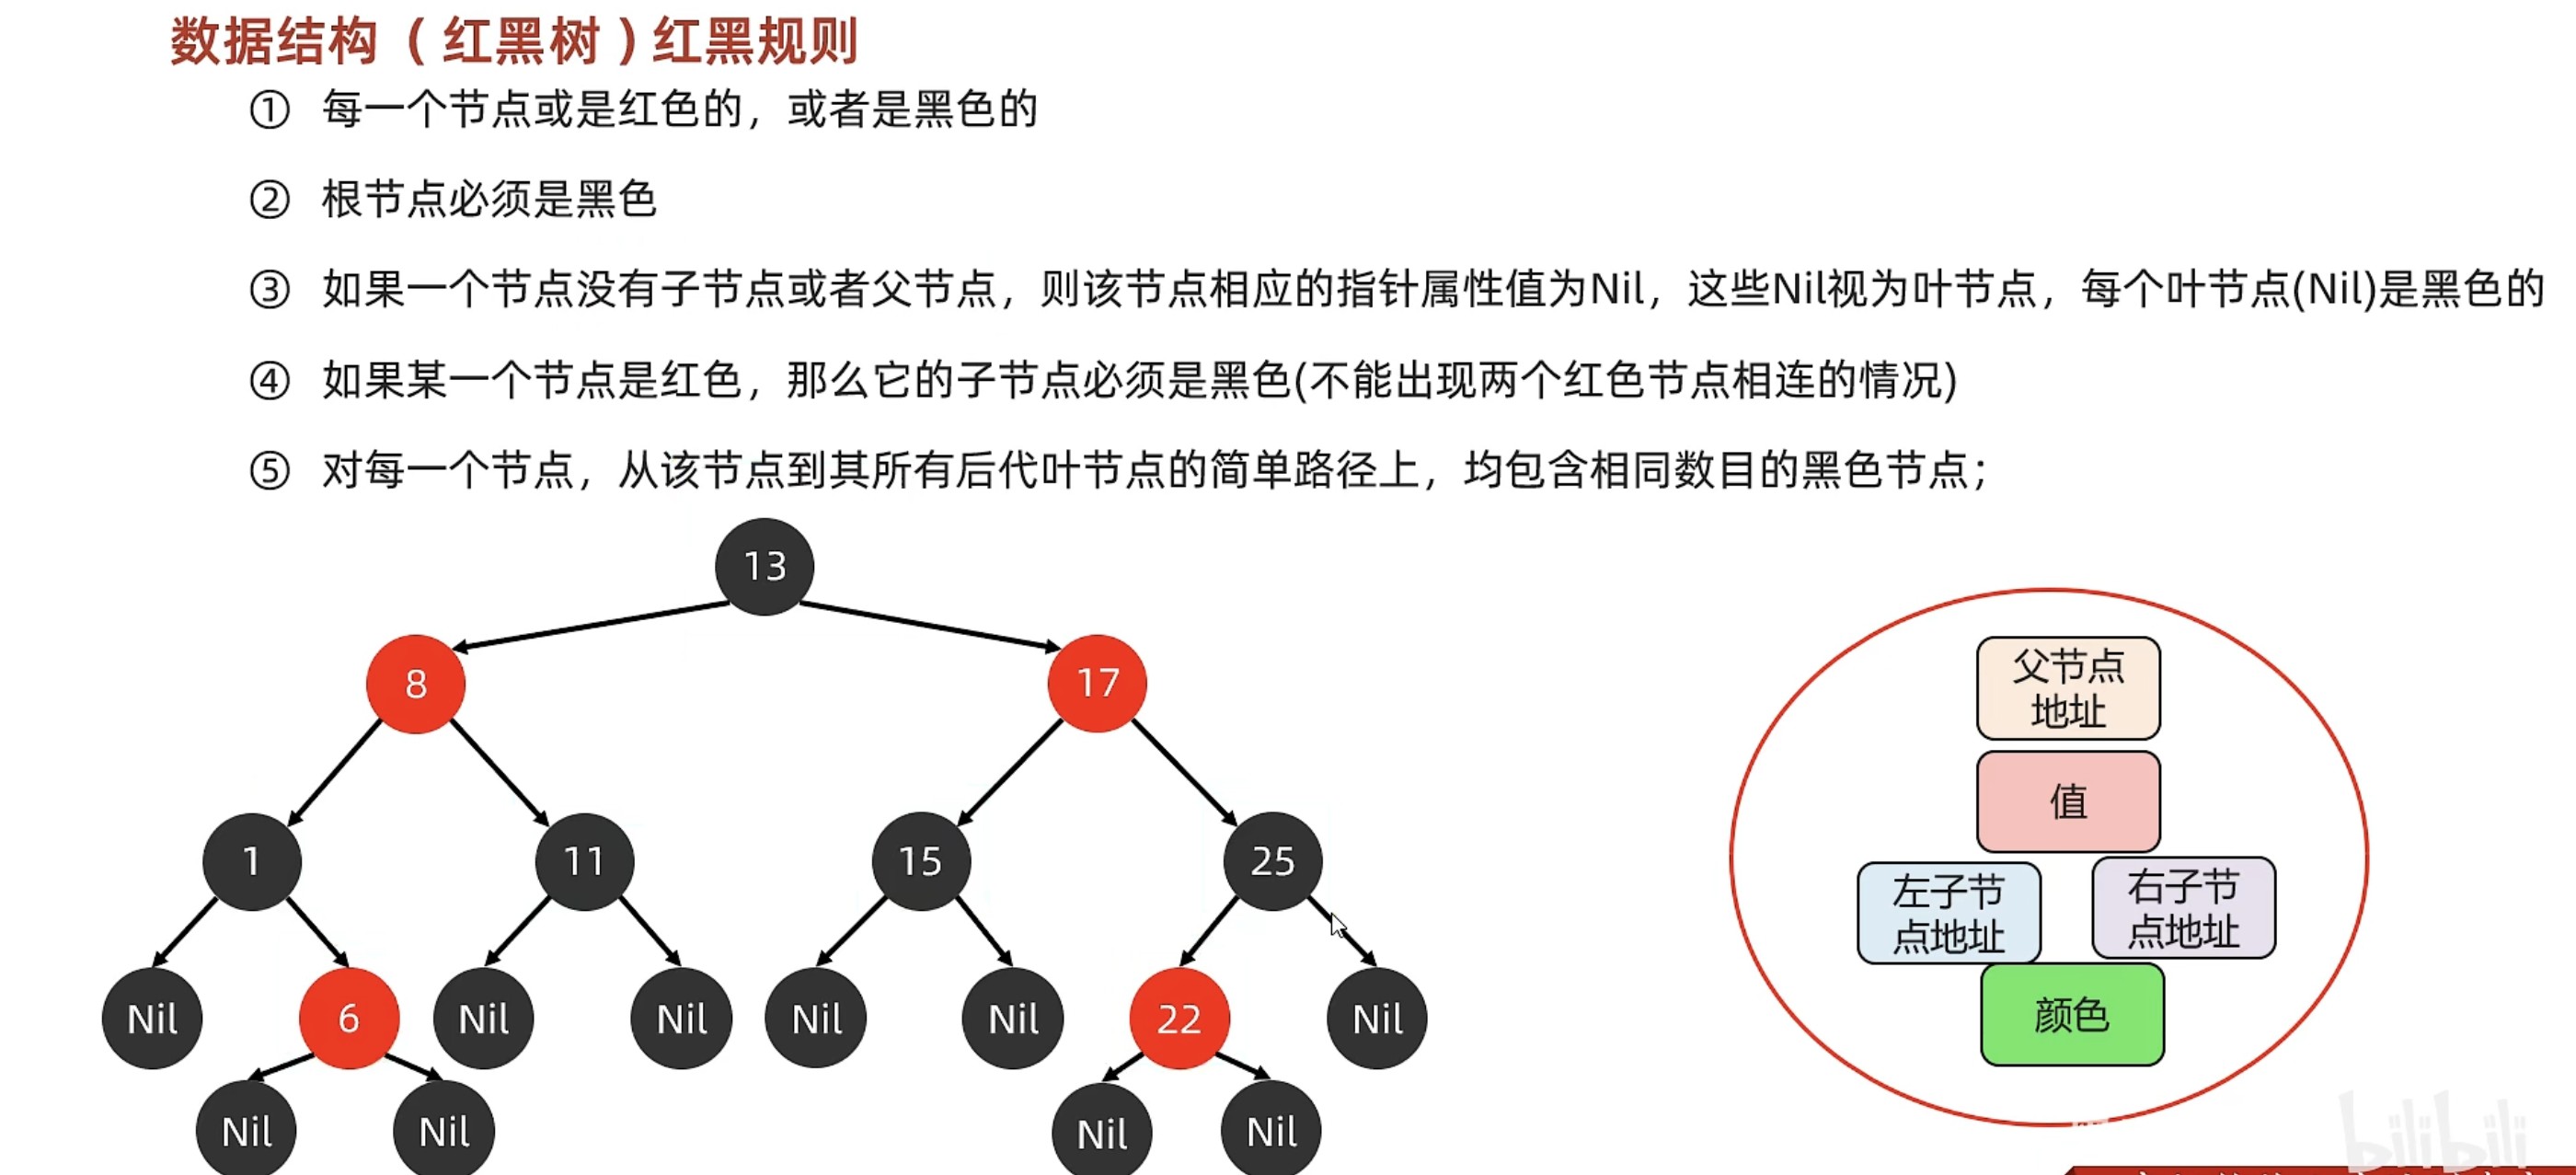 数据结构（红黑树）红黑规则
① 每一个节点或是红色的，或者是黑色的
② 根节点必须是黑色
③ 如果一个节点没有子节点或者父节点，则该节点相应的指针属性值为Nil，这些Nil视为叶节点，每个叶节点(Nil)是黑色的
④ 如果某一个节点是红色，那么它的子节点必须是黑色(不能出现两个红色节点相连的情况)
⑤ 对每一个节点，从该节点到其所有后代叶节点的简单路径上，均包含相同数目的黑色节点；
13
8
17
1
11
15
25
Nil
6
Nil
Nil
Nil
Nil
22
Nil
Nil
Nil
Nil
Nil
父节点
地址
值
左子节
点地址
右子节
点地址
颜色
bilibili